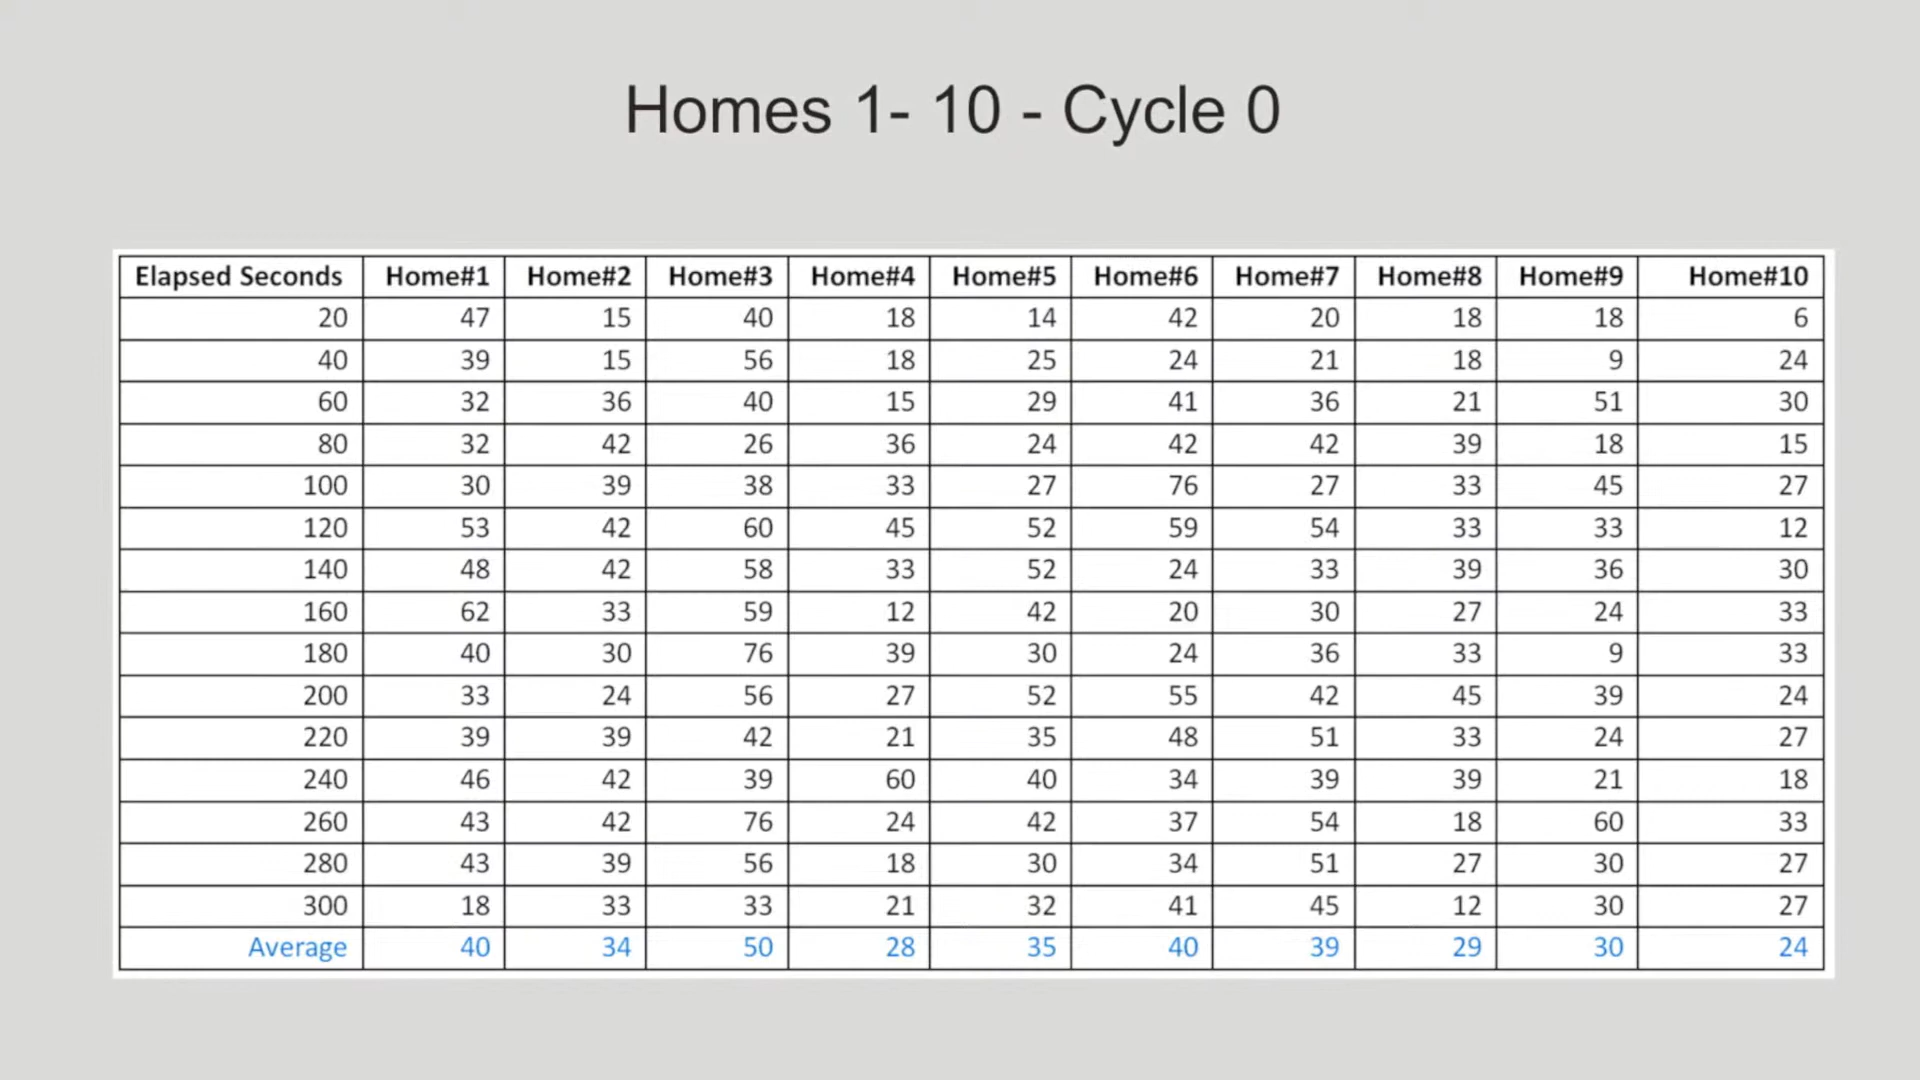 Homes 1- 10 - Cycle 0
Elapsed Seconds Home#1 Home#2 Home#3 Home#4 Home#5 Home#6 Home#7 Home#8 Home#9 Home#10
20 47 15 40 18 14 42 20 18 18 6
40 39 15 56 18 25 24 21 18 9 24
60 32 36 40 15 29 41 36 21 51 30
80 32 42 26 36 24 42 42 39 18 15
100 30 39 38 33 27 76 27 33 45 27
120 53 42 60 45 52 59 54 33 33 12
140 48 42 58 33 52 24 33 39 36 30
160 62 33 59 12 42 20 30 27 24 33
180 40 30 76 39 30 24 36 33 9 33
200 33 24 56 27 52 55 42 45 39 24
220 39 39 42 21 35 48 51 33 24 27
240 46 42 39 60 40 34 39 39 21 18
260 43 42 76 24 42 37 54 18 60 33
280 43 39 56 18 30 34 51 27 30 27
300 18 33 33 21 32 41 45 12 30 27
Average 40 34 50 28 35 40 39 29 30 24